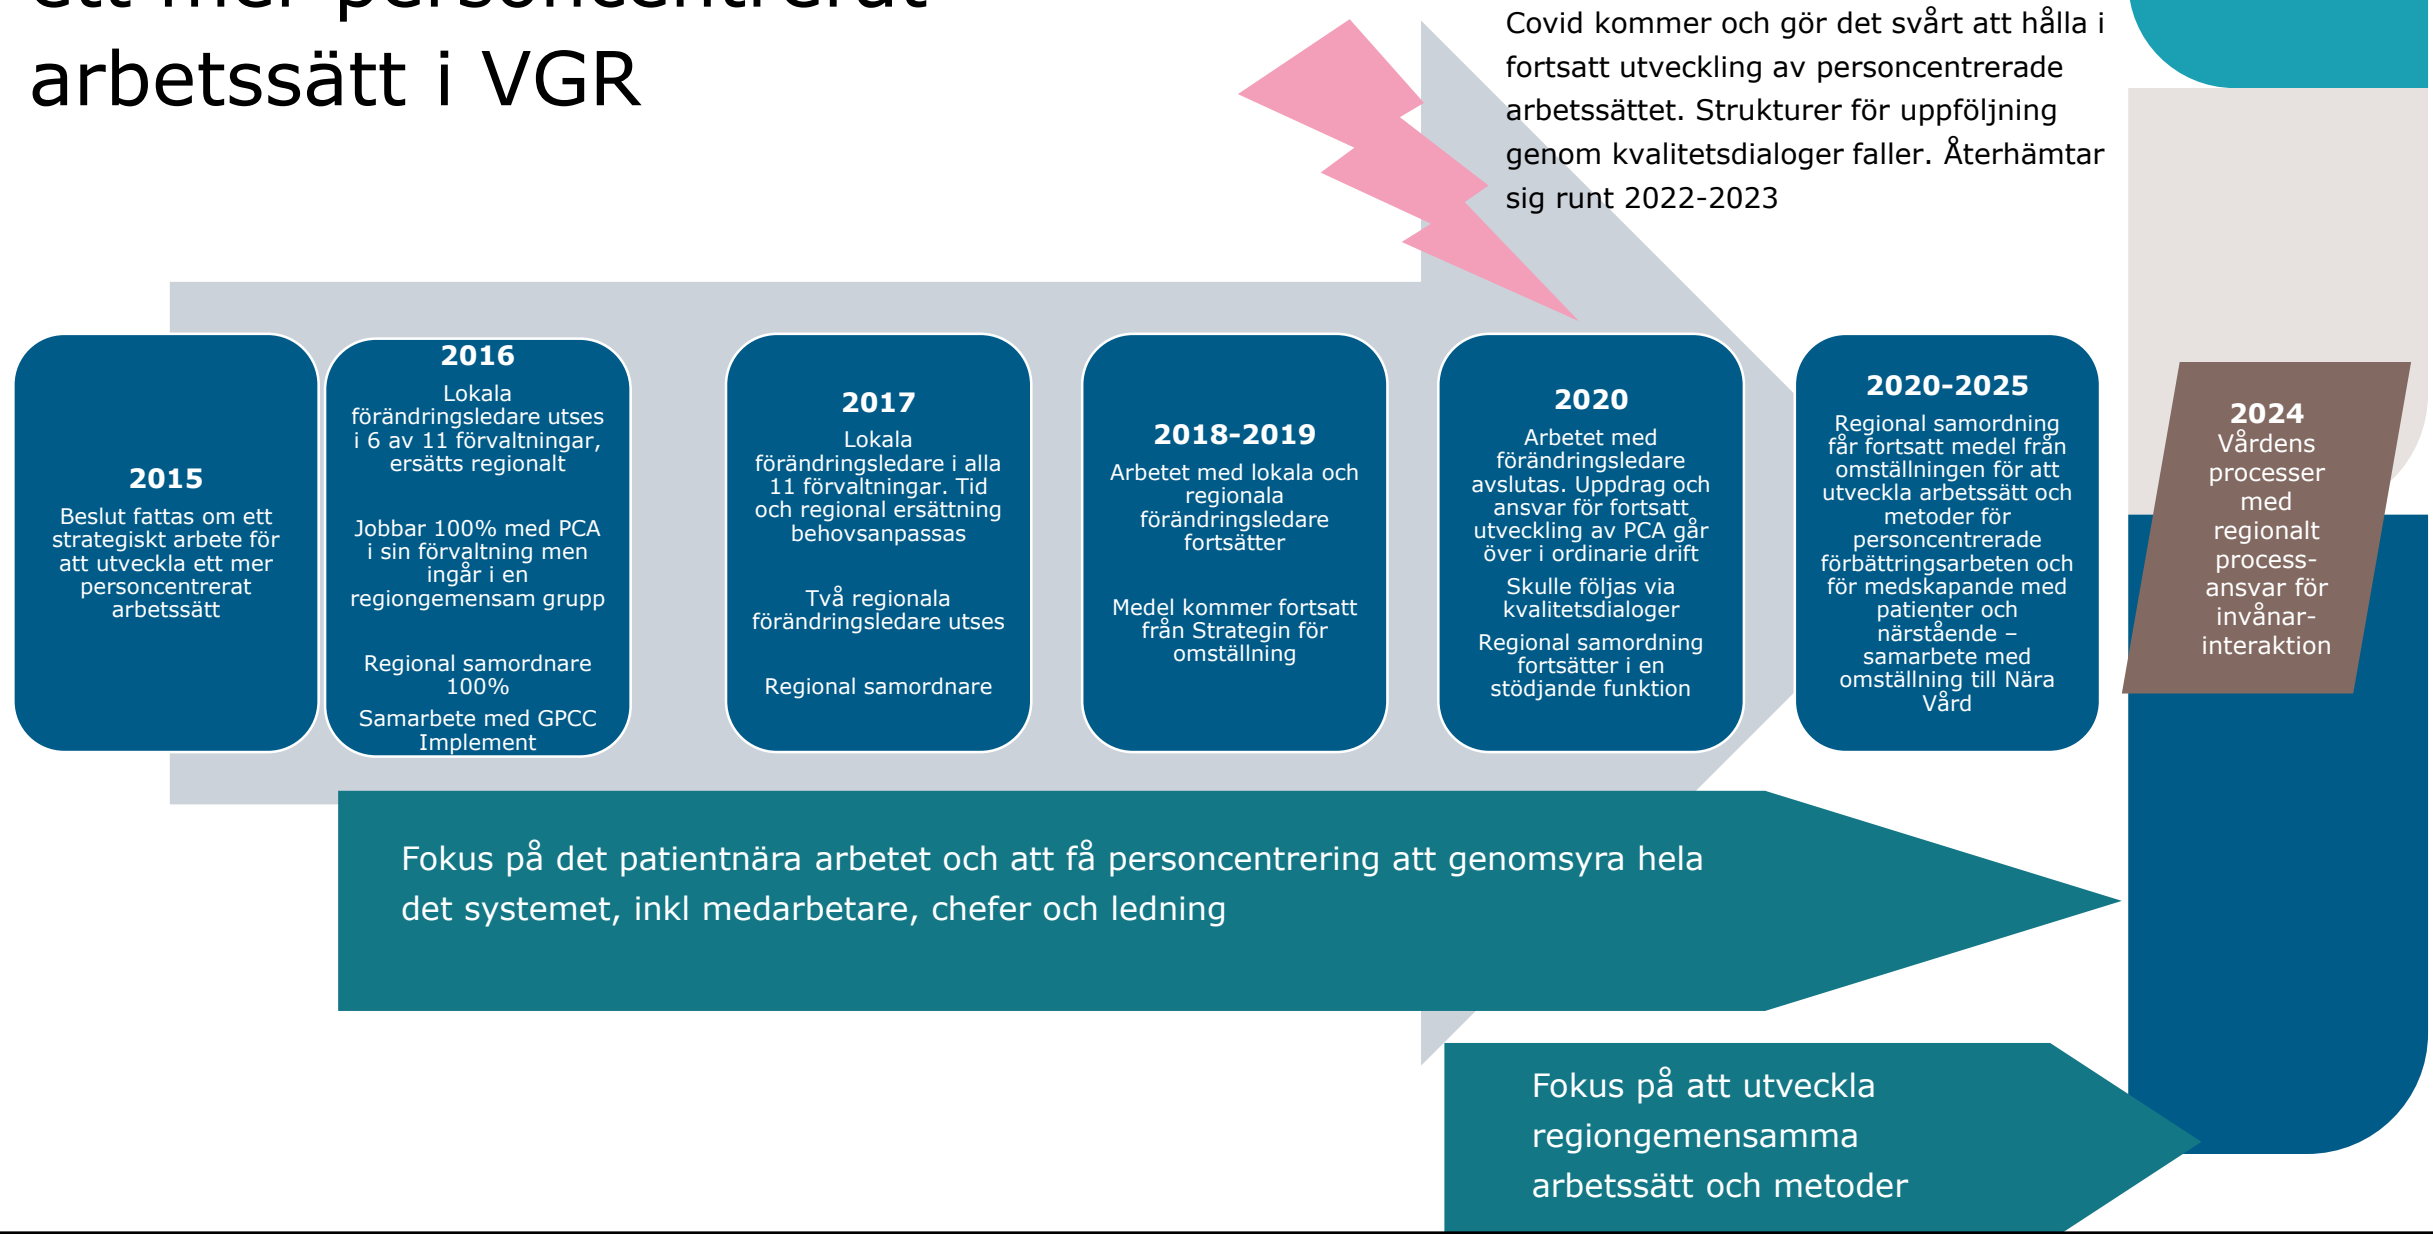 ett mer personcentrerat
arbetssätt i VGR
Covid kommer och gör det svårt att hålla i
fortsatt utveckling av personcentrerade
arbetssättet. Strukturer för uppföljning
genom kvalitetsdialoger faller. Återhämtar
sig runt 2022-2023
2015
Beslut fattas om ett
strategiskt arbete för
att utveckla ett mer
personcentrerat
arbetssätt
2016
Lokala
förändringsledare utses
i 6 av 11 förvaltningar,
ersätts regionalt
Jobbar 100% med PCA
i sin förvaltning men
ingår i en
regiongemensam grupp
Regional samordnare
100%
Samarbete med GPCC
Implement
2017
Lokala
förändringsledare i alla
11 förvaltningar. Tid
och regional ersättning
behovsanpassas
Två regionala
förändringsledare utses
Regional samordnare
2018-2019
Arbetet med lokala och
regionala
förändringsledare
fortsätter
Medel kommer fortsatt
från Strategin för
omställning
2020
Arbetet med
förändringsledare
avslutas. Uppdrag och
ansvar för fortsatt
utveckling av PCA går
över i ordinarie drift
Skulle följas via
kvalitetsdialoger
Regional samordning
fortsätter i en
stödjande funktion
2020-2025
Regional samordning
får fortsatt medel från
omställningen för att
utveckla arbetssätt och
metoder för
personcentrerade
förbättringsarbeten och
för medskapande med
patienter och
närstående –
samarbete med
omställning till Nära
Vård
2024
Vårdens
processer
med
regionalt
process-
ansvar för
invånar-
interaktion
Fokus på det patientnära arbetet och att få personcentrering att genomsyra hela
det systemet, inkl medarbetare, chefer och ledning
Fokus på att utveckla
regiongemensamma
arbetssätt och metoder